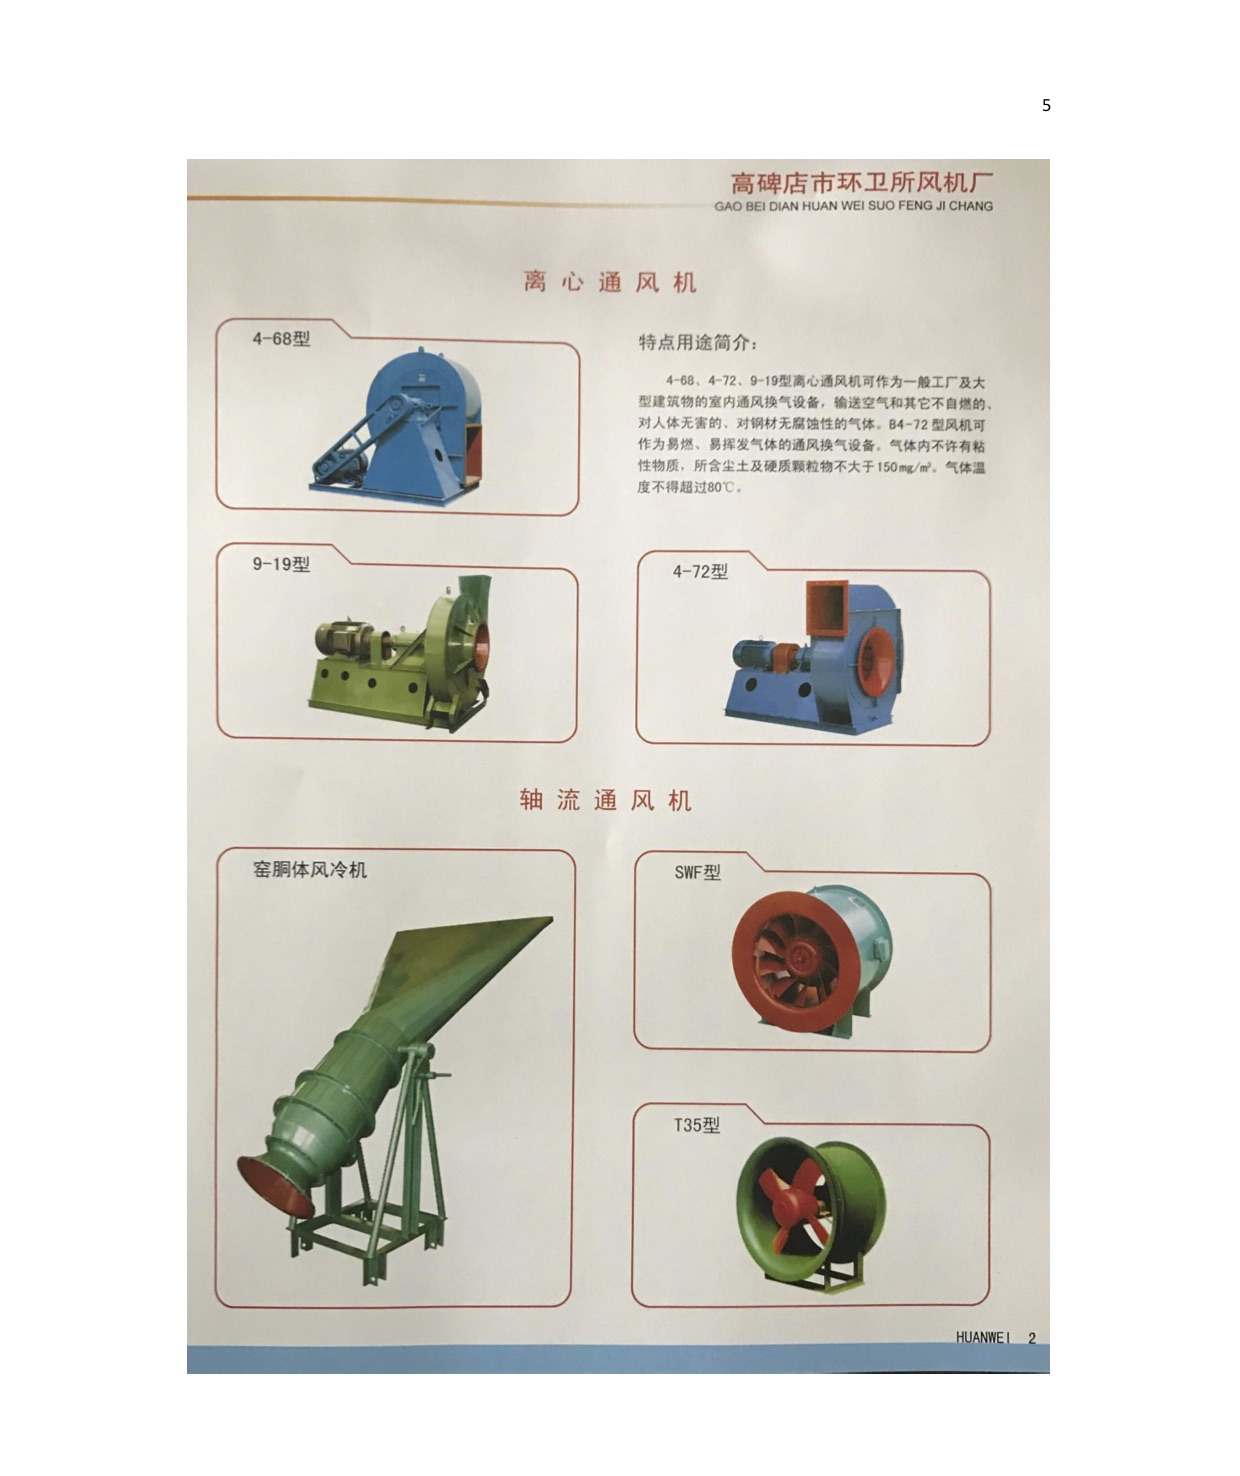 5
高碑店市环卫所风机厂
GAO BEI DIAN HUAN WEI SUO FENG JI CHANG
离心通风机
4-68型
特点用途简介：
4-68、4-72、9-19型离心通风机可作为一般工厂及大
型建筑物的室内通风换气设备，输送空气和其它不自燃的、
对人体无害的、对钢材无腐蚀性的气体。B4-72型风机可
作为易燃、易挥发气体的通风换气设备。气体内不许有粘
性物质，所含尘土及硬质颗粒物不大于150mg/m³。气体温
度不得超过80℃。
9-19型
4-72型
轴流通风机
窑胴体风冷机
SWF型
T35型
HUANWEI 2